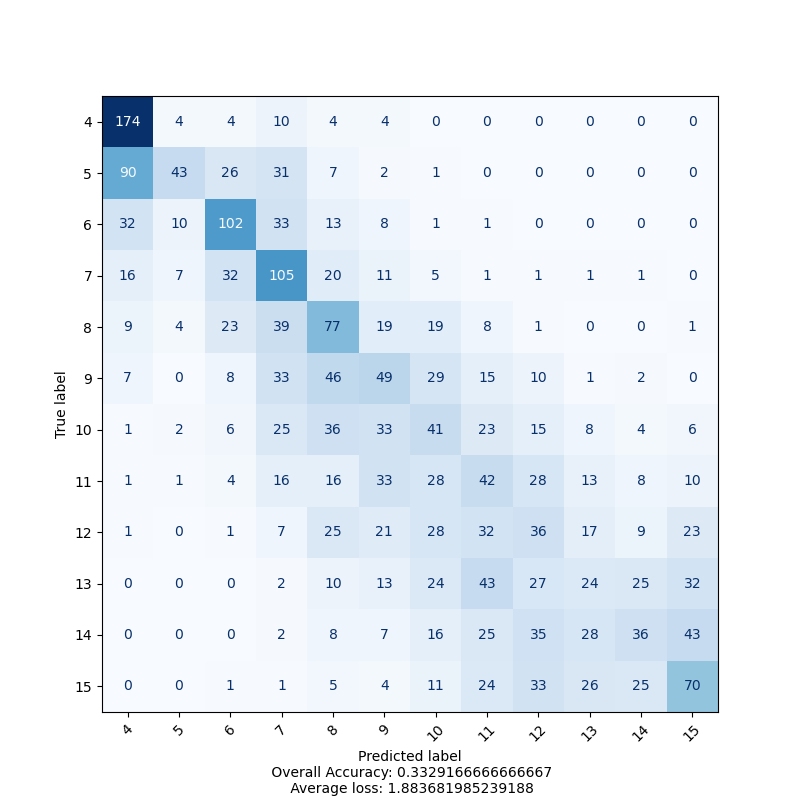 4 174 4 4 10 4 4 0 0 0 0 0 0
5 90 43 26 31 7 2 1 0 0 0 0 0
6 32 10 102 33 13 8 1 1 0 0 0 0
7 16 7 32 105 20 11 5 1 1 1 1 0
8 9 4 23 39 77 19 19 8 1 0 0 1
9 7 0 8 33 46 49 29 15 10 1 2 0
True label
10 1 2 6 25 36 33 41 23 15 8 4 6
11 1 1 4 16 16 33 28 42 28 13 8 10
12 1 0 1 7 25 21 28 32 36 17 9 23
13 0 0 0 2 10 13 24 43 27 24 25 32
14 0 0 0 2 8 7 16 25 35 28 36 43
15 0 0 1 1 5 4 11 24 33 26 25 70
4 5 6 7 8 9 10 11 12 13 14 15
Predicted label
Overall Accuracy: 0.3329166666666667
Average loss: 1.883681985239188